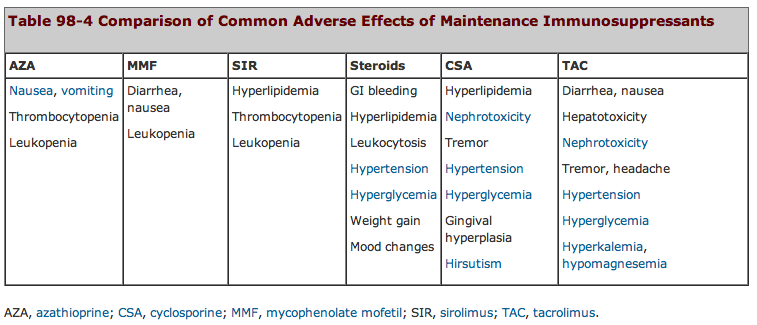 Table 98-4 Comparison of Common Adverse Effects of Maintenance Immunosuppressants
AZA MMF SIR Steroids CSA TAC
Nausea, vomiting
Thrombocytopenia
Leukopenia
Diarrhea,
nausea
Leukopenia
Hyperlipidemia
Thrombocytopenia
Leukopenia
GI bleeding
Hyperlipidemia
Leukocytosis
Hypertension
Hyperglycemia
Weight gain
Mood changes
Hyperlipidemia
Nephrotoxicity
Tremor
Hypertension
Hyperglycemia
Gingival
hyperplasia
Hirsutism
Diarrhea, nausea
Hepatotoxicity
Nephrotoxicity
Tremor, headache
Hypertension
Hyperglycemia
Hyperkalemia,
hypomagnesemia
AZA, azathioprine; CSA, cyclosporine; MMF, mycophenolate mofetil; SIR, sirolimus; TAC, tacrolimus.